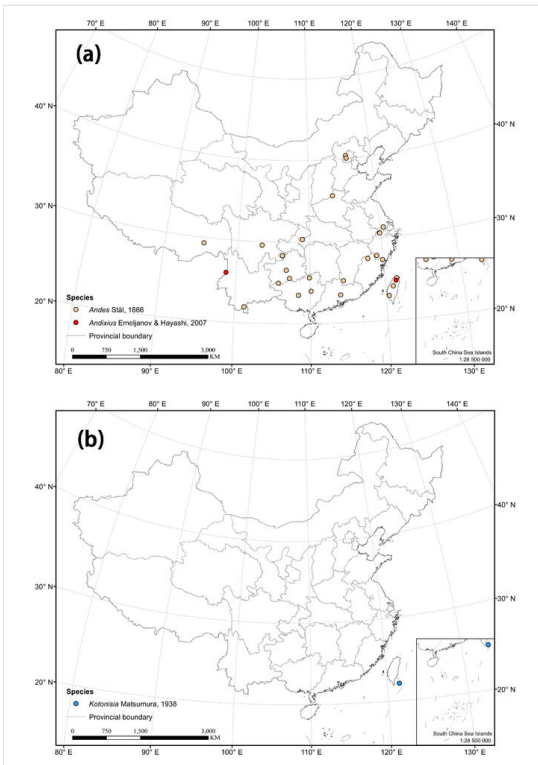 70° E 80° E 90° E 100° E 110° E 120° E 130° E 140° E
(a)
40° N
40° N
30° N
30° N
20° N
20° N
Species
Andes Stål, 1866
Andixius Emeljanov & Hayashi, 2007
Provincial boundary
0 750 1,500 3,000
KM
South China Sea Islands
1:28 500 000
80° E 90° E 100° E 110° E 120° E 130° E
70° E 80° E 90° E 100° E 110° E 120° E 130° E 140° E
(b)
40° N
40° N
30° N
30° N
20° N
20° N
Species
Kotonisia Matsumura, 1938
Provincial boundary
0 750 1,500 3,000
KM
South China Sea Islands
1:28 500 000
80° E 90° E 100° E 110° E 120° E 130° E